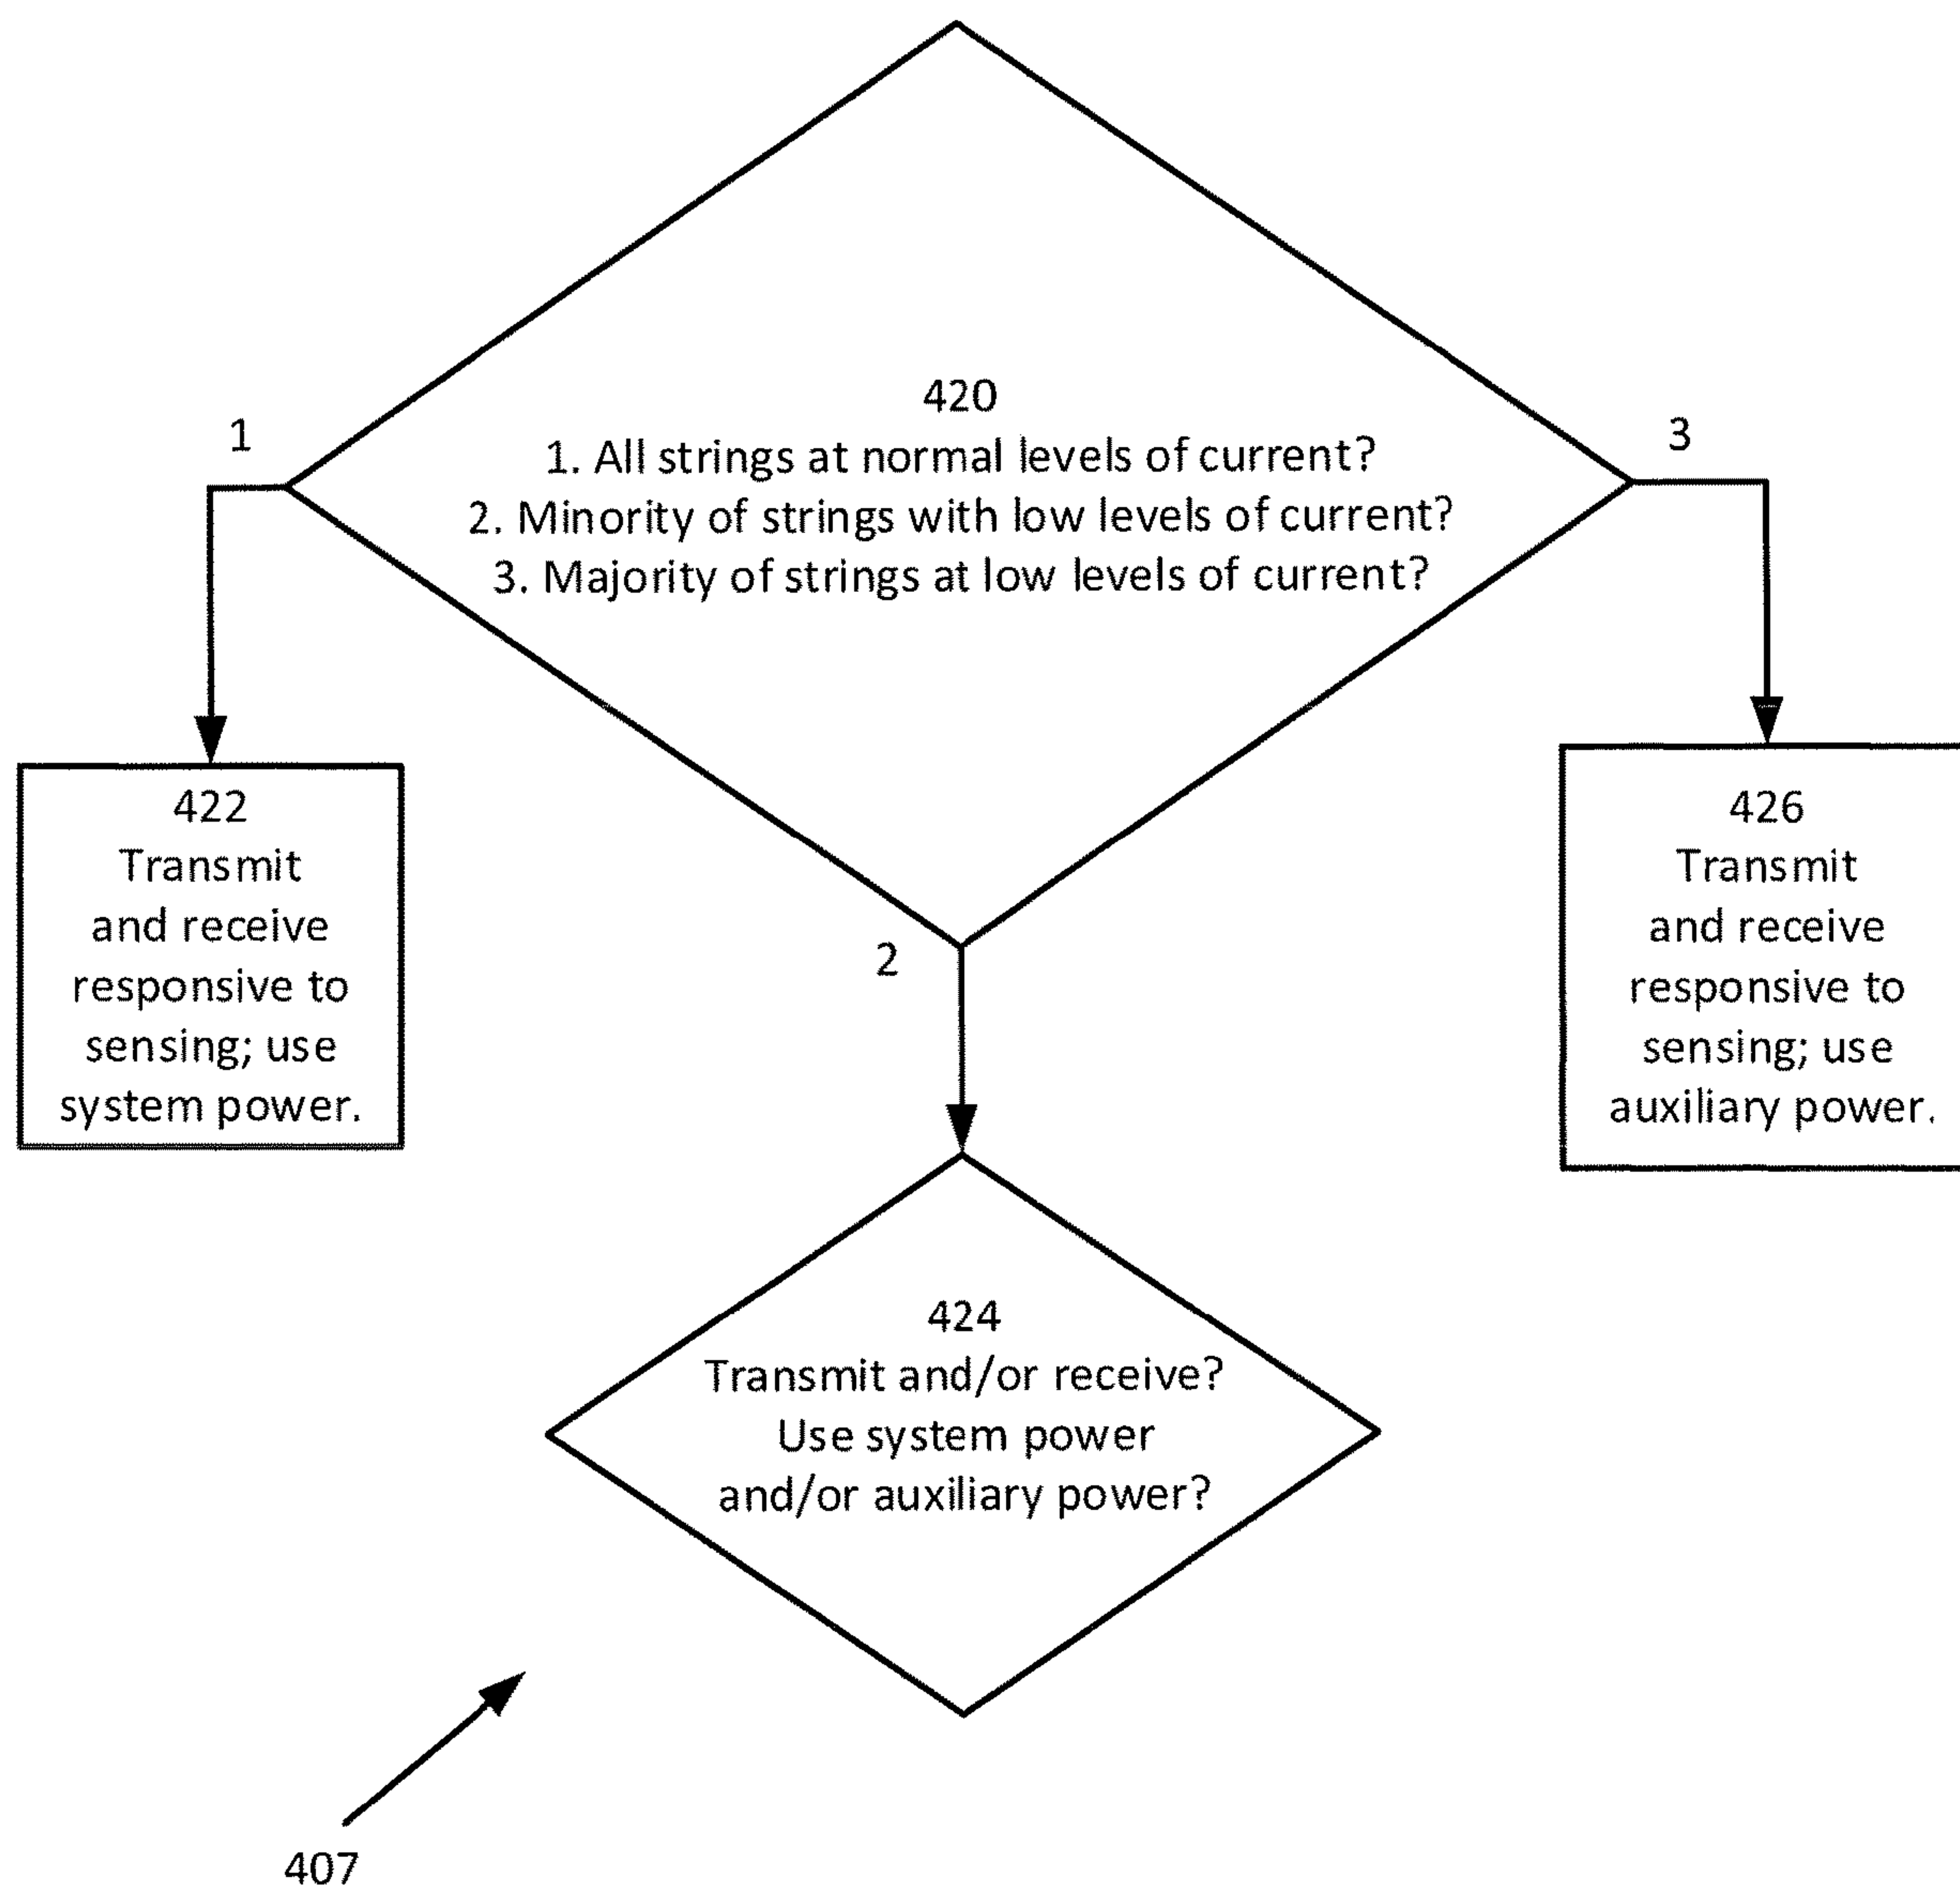 420
1. All strings at normal levels of current?
2. Minority of strings with low levels of current?
3. Majority of strings at low levels of current?
1
3
2
422
Transmit
and receive
responsive to
sensing; use
system power.
426
Transmit
and receive
responsive to
sensing; use
auxiliary power.
424
Transmit and/or receive?
Use system power
and/or auxiliary power?
407